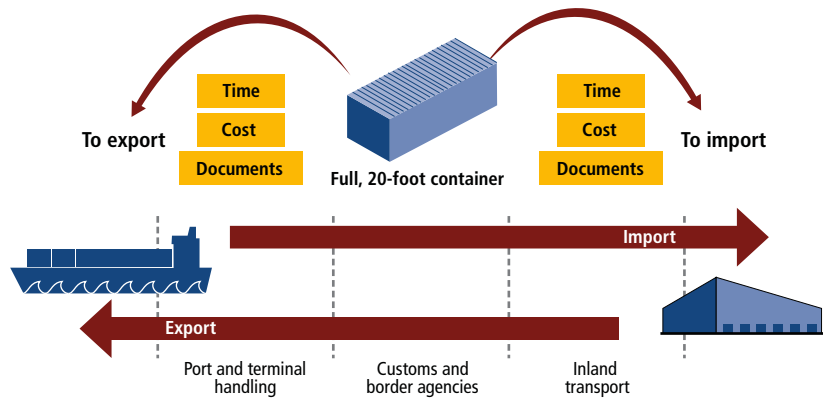 Time
Cost
Documents
To export
Full, 20-foot container
Time
Cost
Documents
To import
Import
Export
Port and terminal
handling
Customs and
border agencies
Inland
transport